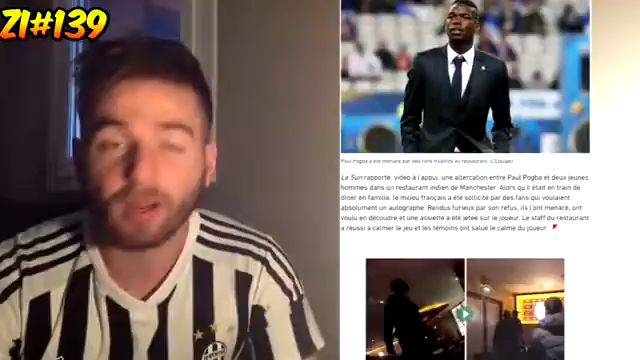 ZI#139
Paul Pogba a été menacé par des fans insérés au restaurant. (L'Equipe)
Le Sun rapporte, vidéo à l'appui, une altercation entre Paul Pogba et deux jeunes
hommes dans un restaurant indien de Manchester. Alors qu'il était en train de
dîner en famille, le milieu français a été sollicité par des fans qui voulaient
absolument un autographe. Rendus furieux par son refus, ils l'ont menacé, ont
voulu en découdre et une assiette a été jetée sur le joueur. Le staff du restaurant
a réussi à calmer le jeu et les témoins ont salué le calme du joueur.